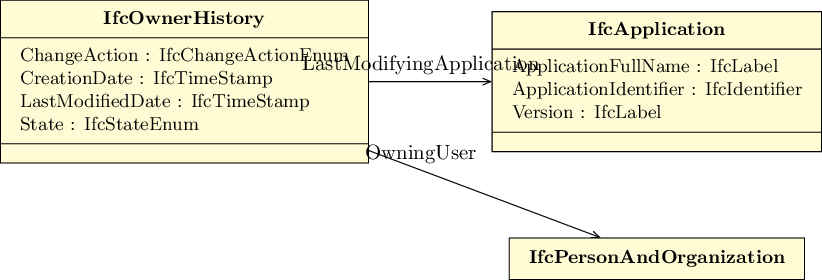 IfcOwnerHistory
ChangeAction : IfcChangeActionEnum
CreationDate : IfcTimeStamp
LastModifiedDate : IfcTimeStamp
State : IfcStateEnum
LastModifyingApplication
IfcApplication
ApplicationFullName : IfcLabel
ApplicationIdentifier : IfcIdentifier
Version : IfcLabel
OwningUser
IfcPersonAndOrganization